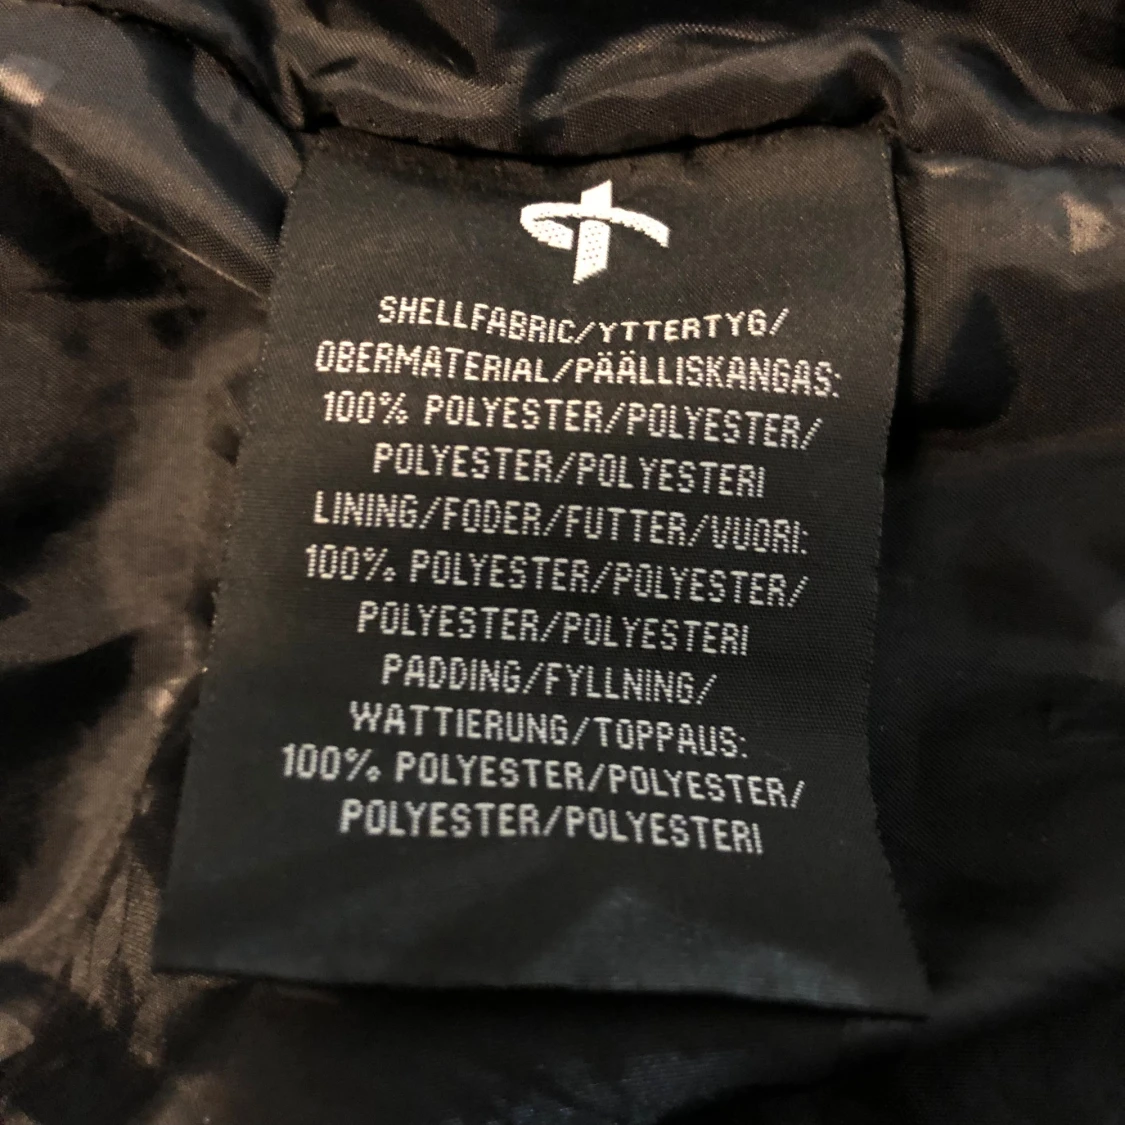 SHELLFABRIC/YTTERTYG/
OBERMATERIAL/PÄÄLLISKANGAS:
100% POLYESTER/POLYESTER/
POLYESTER/POLYESTERI
LINING/FODER/FUTTER/VUORI:
100% POLYESTER/POLYESTER/
POLYESTER/POLYESTERI
PADDING/FYLLNING/
WATTIERUNG/TOPPAUS:
100% POLYESTER/POLYESTER/
POLYESTER/POLYESTERI